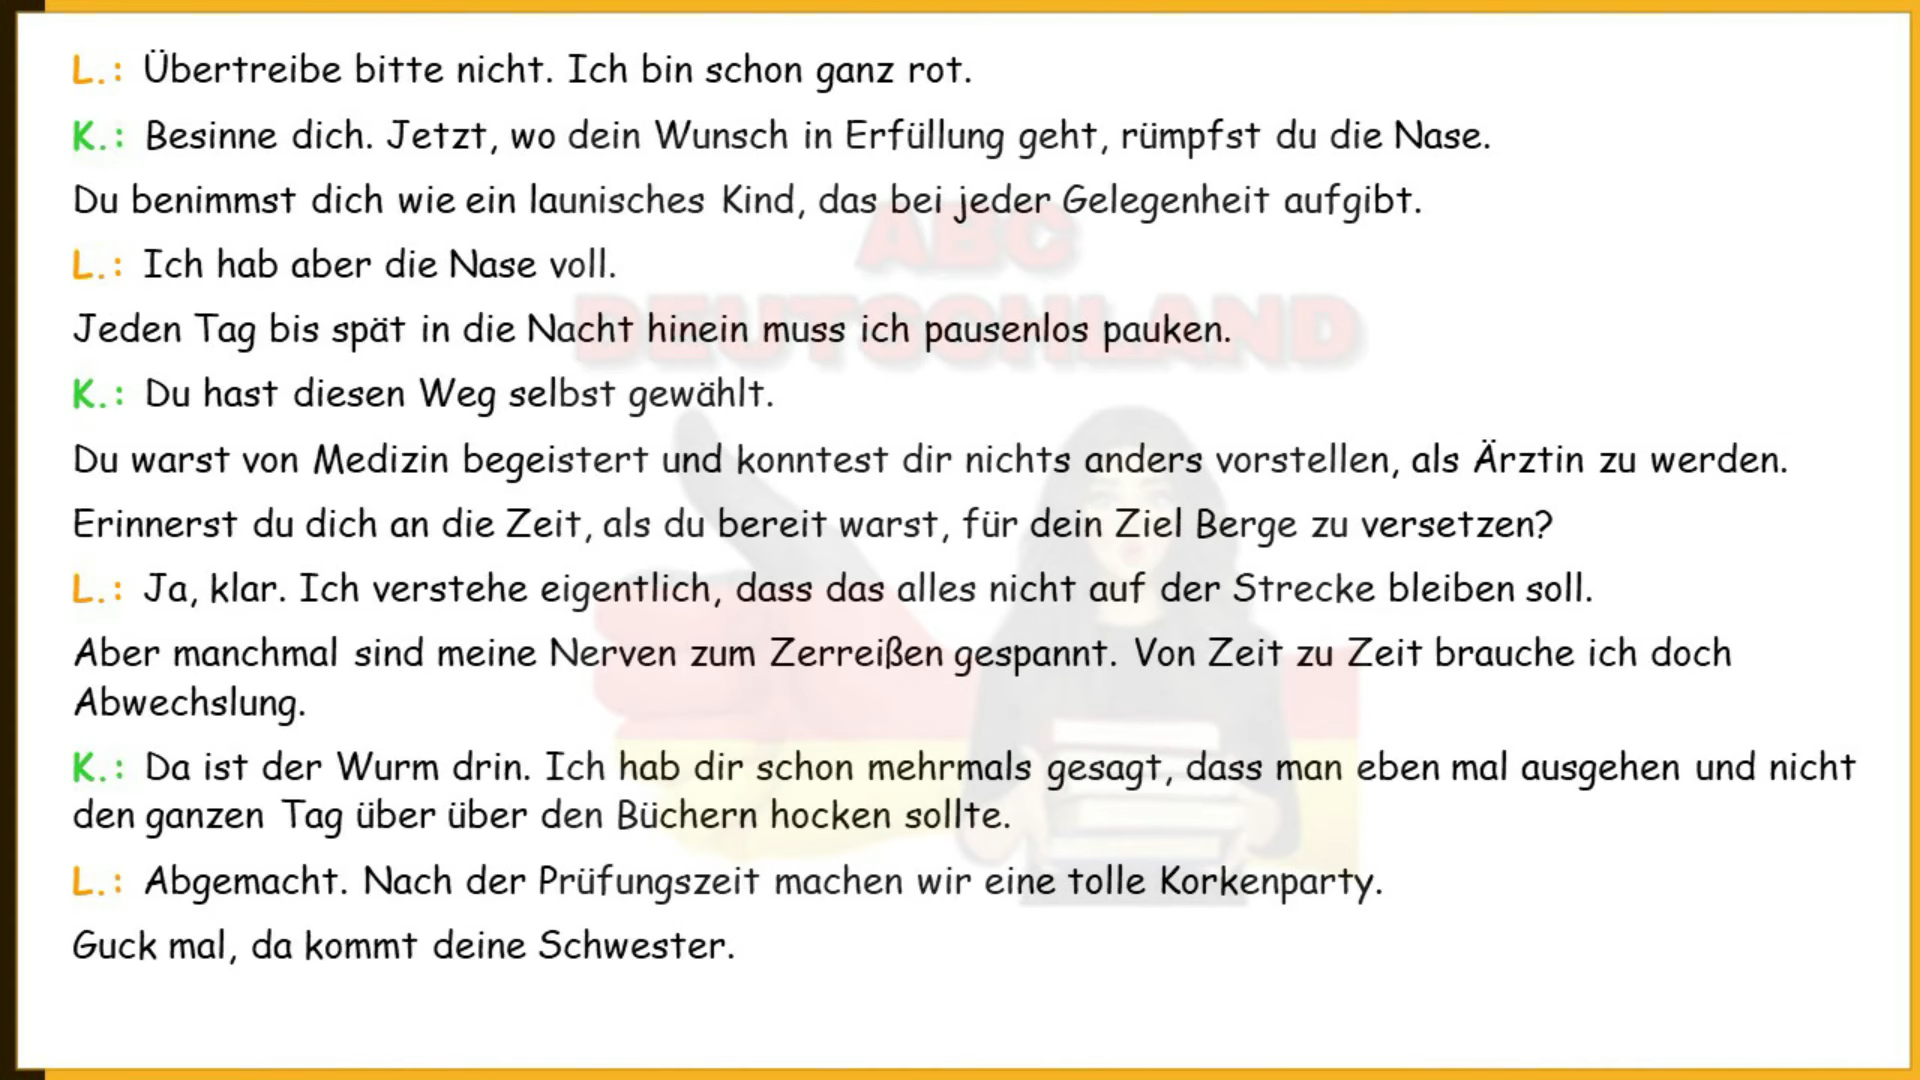 L.: Übertreibe bitte nicht. Ich bin schon ganz rot.
K.: Besinne dich. Jetzt, wo dein Wunsch in Erfüllung geht, rümpfst du die Nase.
Du benimmst dich wie ein launisches Kind, das bei jeder Gelegenheit aufgibt.
ABC
L.: Ich hab aber die Nase voll.
DEUTSCHLAND
Jeden Tag bis spät in die Nacht hinein muss ich pausenlos pauken.
K.: Du hast diesen Weg selbst gewählt.
Du warst von Medizin begeistert und konntest dir nichts anders vorstellen, als Ärztin zu werden.
Erinnerst du dich an die Zeit, als du bereit warst, für dein Ziel Berge zu versetzen?
L.: Ja, klar. Ich verstehe eigentlich, dass das alles nicht auf der Strecke bleiben soll.
Aber manchmal sind meine Nerven zum Zerreißen gespannt. Von Zeit zu Zeit brauche ich doch
Abwechslung.
K.: Da ist der Wurm drin. Ich hab dir schon mehrmals gesagt, dass man eben mal ausgehen und nicht
den ganzen Tag über über den Büchern hocken sollte.
L.: Abgemacht. Nach der Prüfungszeit machen wir eine tolle Korkenparty.
Guck mal, da kommt deine Schwester.